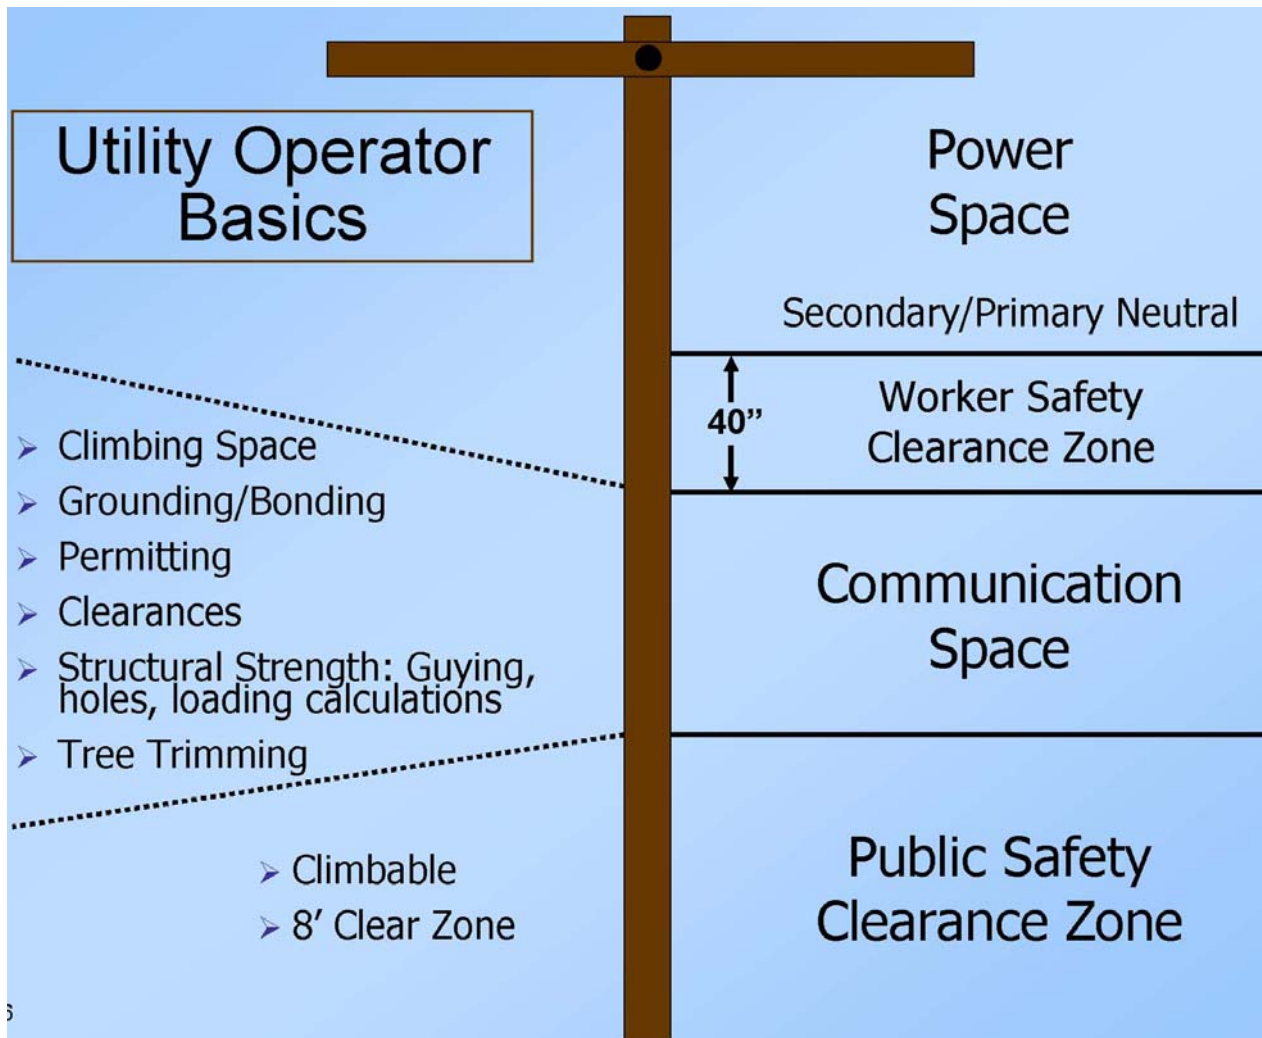 Utility Operator
Basics
Power
Space
Secondary/Primary Neutral
40”
Worker Safety
Clearance Zone
➢ Climbing Space
➢ Grounding/Bonding
➢ Permitting
➢ Clearances
➢ Structural Strength: Guying,
holes, loading calculations
➢ Tree Trimming
Communication
Space
➢ Climbable
➢ 8’ Clear Zone
Public Safety
Clearance Zone